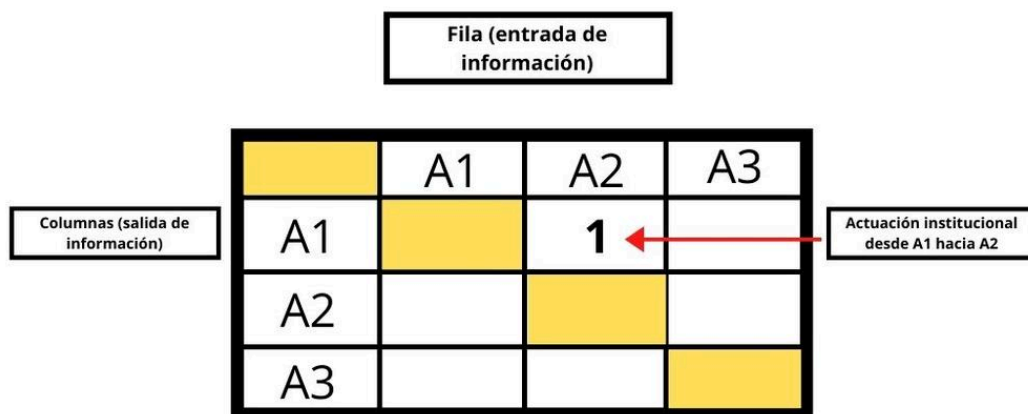 Fila (entrada de
información)
A1 A2 A3
Columnas (salida de
información)
A1 1
Actuación institucional
desde A1 hacia A2
A2
A3